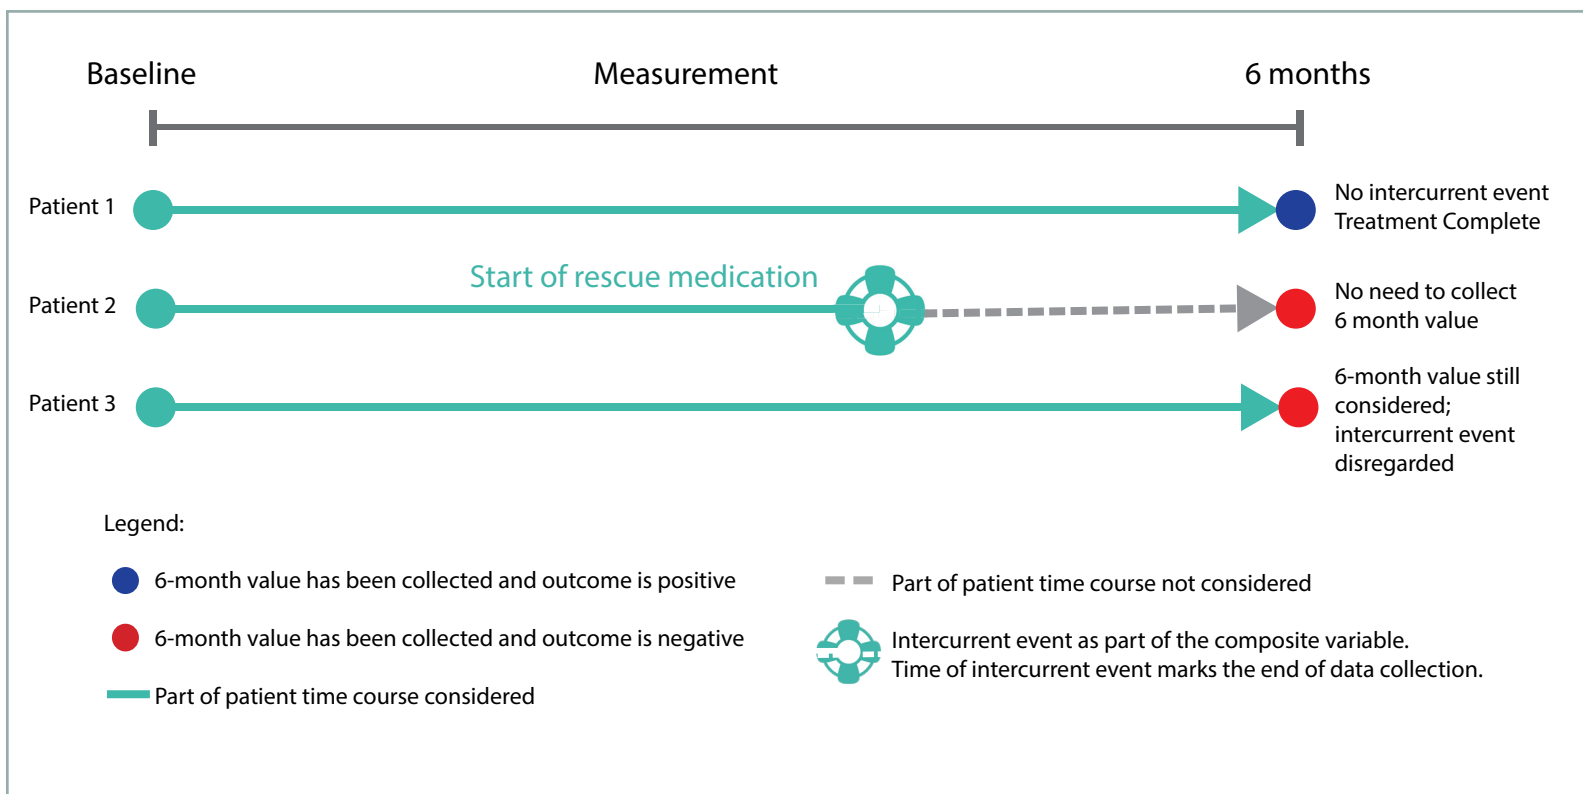 Baseline
Measurement
6 months
Patient 1
No intercurrent event
Treatment Complete
Start of rescue medication
Patient 2
No need to collect
6 month value
Patient 3
6-month value still
considered;
intercurrent event
disregarded
Legend:
6-month value has been collected and outcome is positive
6-month value has been collected and outcome is negative
Part of patient time course considered
Part of patient time course not considered
Intercurrent event as part of the composite variable.
Time of intercurrent event marks the end of data collection.